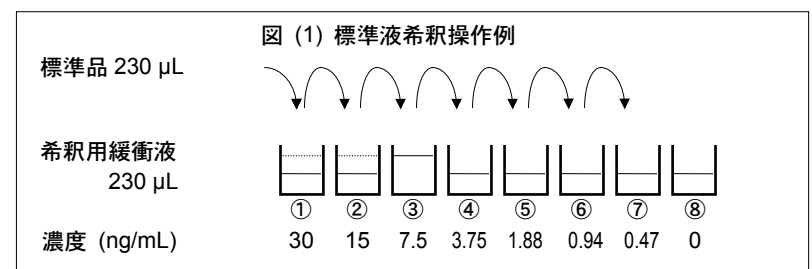 図 (1) 標準液希釈操作例
標準品 230 µL
希釈用緩衝液
230 µL
① ② ③ ④ ⑤ ⑥ ⑦ ⑧
濃度 (ng/mL) 30 15 7.5 3.75 1.88 0.94 0.47 0